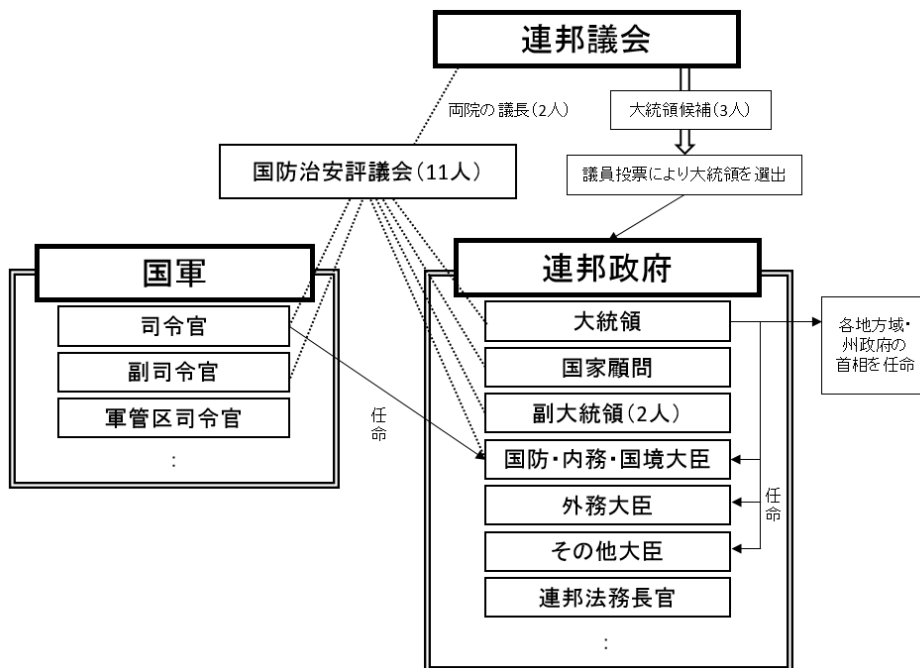 連邦議会
両院の議長(2人)
大統領候補(3人)
国防治安評議会(11人)
議員投票により大統領を選出
国軍
司令官
副司令官
軍管区司令官
:
任命
連邦政府
大統領
国家顧問
副大統領(2人)
国防・内務・国境大臣
外務大臣
その他大臣
連邦法務長官
:
任命
各地方域・
州政府の
首相を任命